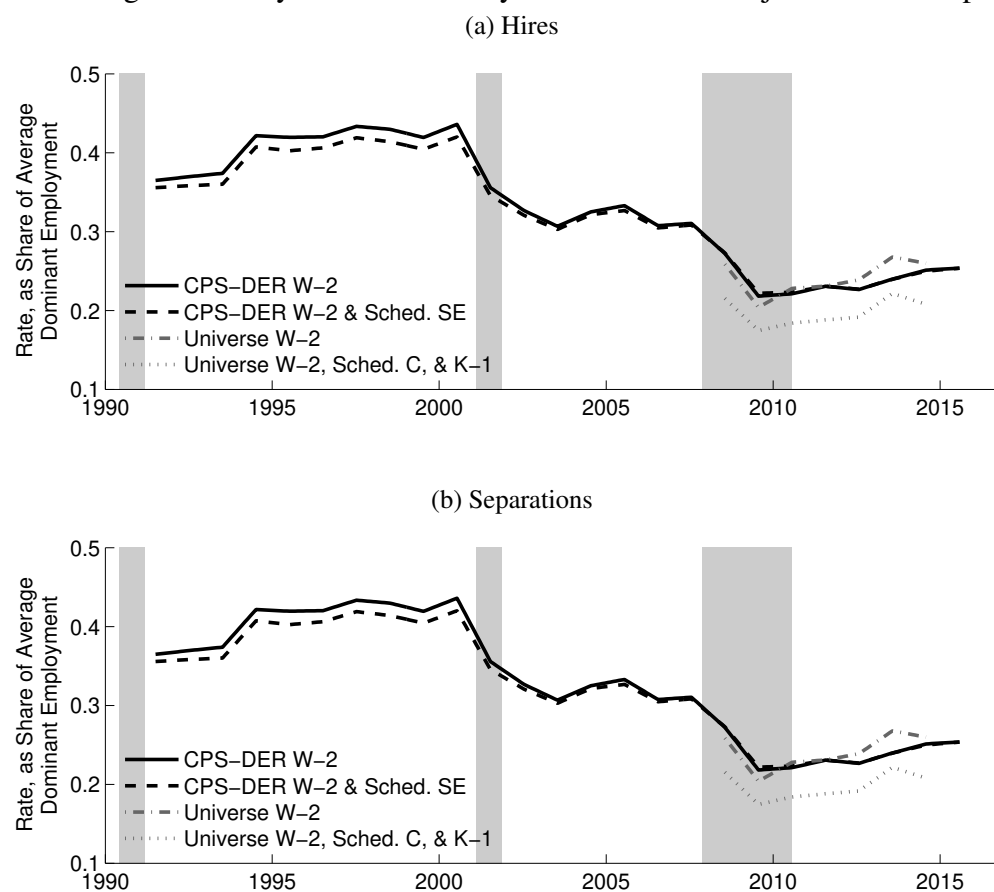 (a) Hires
0.5
0.4
0.3
0.2
0.1
Rate, as Share of Average
Dominant Employment
CPS−DER W−2
CPS−DER W−2 & Sched. SE
Universe W−2
Universe W−2, Sched. C, & K−1
1990 1995 2000 2005 2010 2015
(b) Separations
0.5
0.4
0.3
0.2
0.1
Rate, as Share of Average
Dominant Employment
CPS−DER W−2
CPS−DER W−2 & Sched. SE
Universe W−2
Universe W−2, Sched. C, & K−1
1990 1995 2000 2005 2010 2015